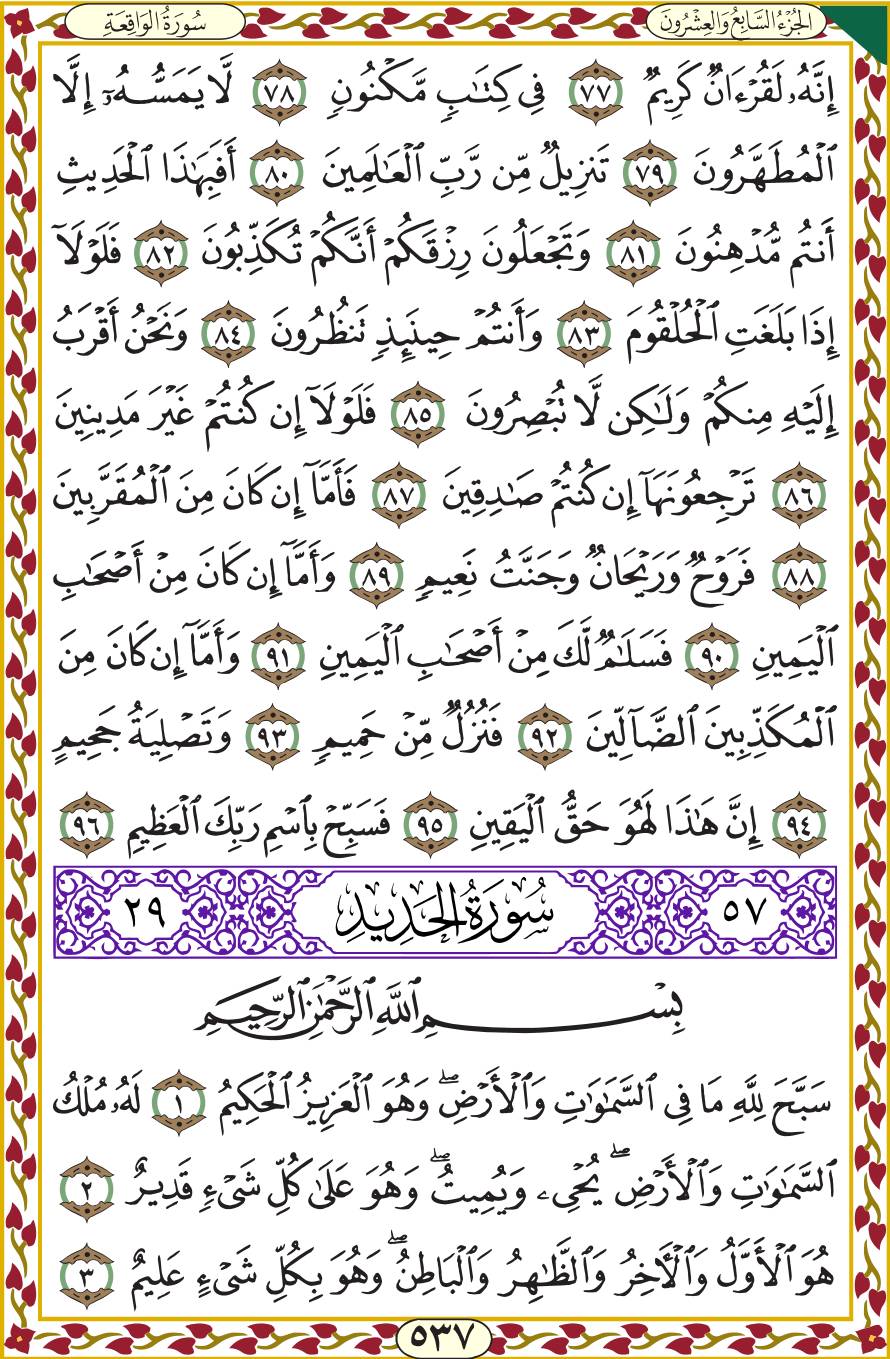 الجُزْءُ السَّابِعُ وَالعِشْرُونَ
سُورَةُ الوَاقِعَةِ
إِنَّهُۥ لَقُرْءَانٌ كَرِيمٌ ٧٧ فِى كِتَٰبٍ مَّكْنُونٍ ٧٨ لَّا يَمَسُّهُۥٓ إِلَّا
ٱلْمُطَهَّرُونَ ٧٩ تَنزِيلٌ مِّن رَّبِّ ٱلْعَٰلَمِينَ ٨٠ أَفَبِهَٰذَا ٱلْحَدِيثِ
أَنتُم مُّدْهِنُونَ ٨١ وَتَجْعَلُونَ رِزْقَكُمْ أَنَّكُمْ تُكَذِّبُونَ ٨٢ فَلَوْلَآ
إِذَا بَلَغَتِ ٱلْحُلْقُومَ ٨٣ وَأَنتُمْ حِينَئِذٍ تَنظُرُونَ ٨٤ وَنَحْنُ أَقْرَبُ
إِلَيْهِ مِنكُمْ وَلَٰكِن لَّا تُبْصِرُونَ ٨٥ فَلَوْلَآ إِن كُنتُمْ غَيْرَ مَدِينِينَ
٨٦ تَرْجِعُونَهَآ إِن كُنتُمْ صَٰدِقِينَ ٨٧ فَأَمَّآ إِن كَانَ مِنَ ٱلْمُقَرَّبِينَ
٨٨ فَرَوْحٌ وَرَيْحَانٌ وَجَنَّتُ نَعِيمٍ ٨٩ وَأَمَّآ إِن كَانَ مِنْ أَصْحَٰبِ
ٱلْيَمِينِ ٩٠ فَسَلَٰمٌ لَّكَ مِنْ أَصْحَٰبِ ٱلْيَمِينِ ٩١ وَأَمَّآ إِن كَانَ مِنَ
ٱلْمُكَذِّبِينَ ٱلضَّآلِّينَ ٩٢ فَنُزُلٌ مِّنْ حَمِيمٍ ٩٣ وَتَصْلِيَةُ جَحِيمٍ
٩٤ إِنَّ هَٰذَا لَهُوَ حَقُّ ٱلْيَقِينِ ٩٥ فَسَبِّحْ بِٱسْمِ رَبِّكَ ٱلْعَظِيمِ ٩٦
٥٧ سُورَةُ الحَدِيدِ ٢٩
بِسْمِ ٱللَّهِ ٱلرَّحْمَٰنِ ٱلرَّحِيمِ
سَبَّحَ لِلَّهِ مَا فِى ٱلسَّمَٰوَٰتِ وَٱلْأَرْضِۖ وَهُوَ ٱلْعَزِيزُ ٱلْحَكِيمُ ١ لَهُۥ مُلْكُ
ٱلسَّمَٰوَٰتِ وَٱلْأَرْضِۖ يُحْىِۦ وَيُمِيتُۖ وَهُوَ عَلَىٰ كُلِّ شَىْءٍ قَدِيرٌ ٢
هُوَ ٱلْأَوَّلُ وَٱلْءَاخِرُ وَٱلظَّٰهِرُ وَٱلْبَاطِنُۖ وَهُوَ بِكُلِّ شَىْءٍ عَلِيمٌ ٣
٥٣٧